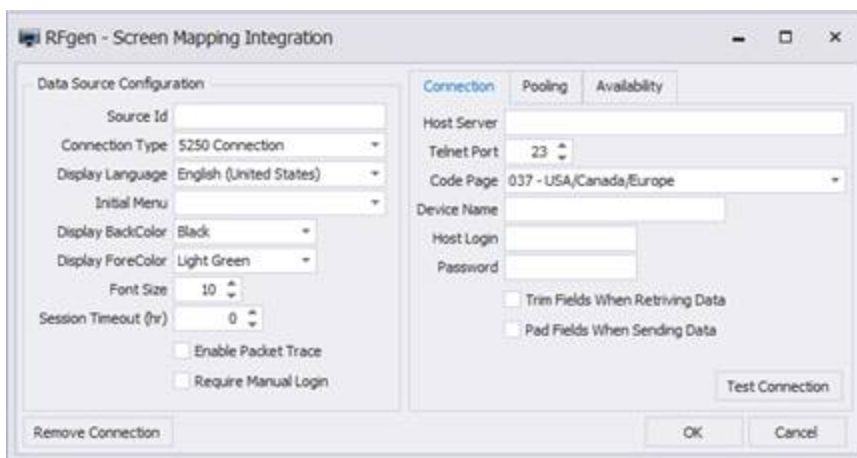 RFgen - Screen Mapping Integration
Data Source Configuration
Source Id
Connection Type 5250 Connection
Display Language English (United States)
Initial Menu
Display BackColor Black
Display ForeColor Light Green
Font Size 10
Session Timeout (hr) 0
Enable Packet Trace
Require Manual Login
Connection Pooling Availability
Host Server
Telnet Port 23
Code Page 037 - USA/Canada/Europe
Device Name
Host Login
Password
Trim Fields When Retriving Data
Pad Fields When Sending Data
Test Connection
Remove Connection OK Cancel